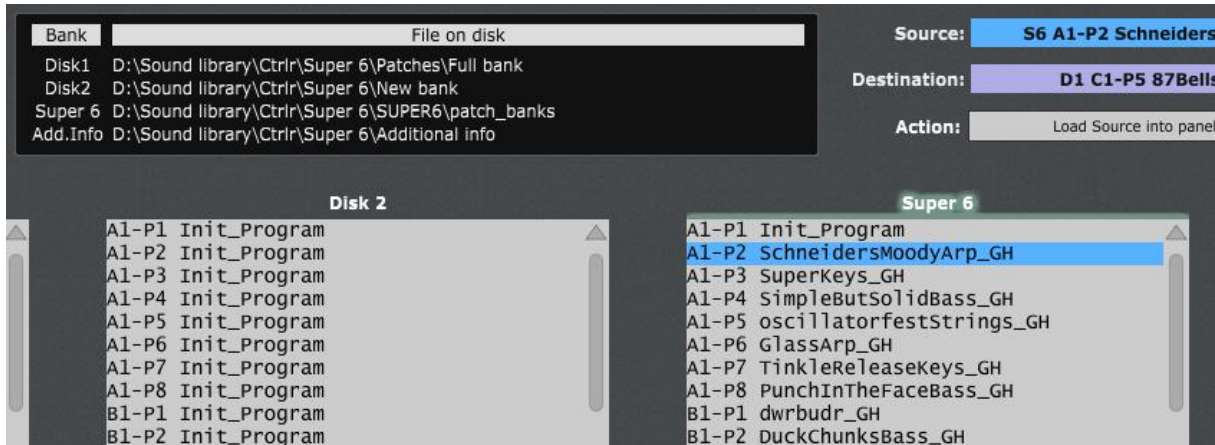 Bank File on disk
Disk1 D:\Sound library\Ctrlr\Super 6\Patches\Full bank
Disk2 D:\Sound library\Ctrlr\Super 6\New bank
Super 6 D:\Sound library\Ctrlr\Super 6\SUPER6\patch_banks
Add.Info D:\Sound library\Ctrlr\Super 6\Additional info
Source: S6 A1-P2 Schneiders
Destination: D1 C1-P5 87Bells
Action: Load Source into panel
Disk 2
A1-P1 Init_Program
A1-P2 Init_Program
A1-P3 Init_Program
A1-P4 Init_Program
A1-P5 Init_Program
A1-P6 Init_Program
A1-P7 Init_Program
A1-P8 Init_Program
B1-P1 Init_Program
B1-P2 Init_Program
Super 6
A1-P1 Init_Program
A1-P2 SchneidersMoodyArp_GH
A1-P3 SuperKeys_GH
A1-P4 SimpleButSolidBass_GH
A1-P5 oscillatorfestStrings_GH
A1-P6 GlassArp_GH
A1-P7 TinkleReleaseKeys_GH
A1-P8 PunchInTheFaceBass_GH
B1-P1 dwrbudr_GH
B1-P2 DuckChunksBass_GH